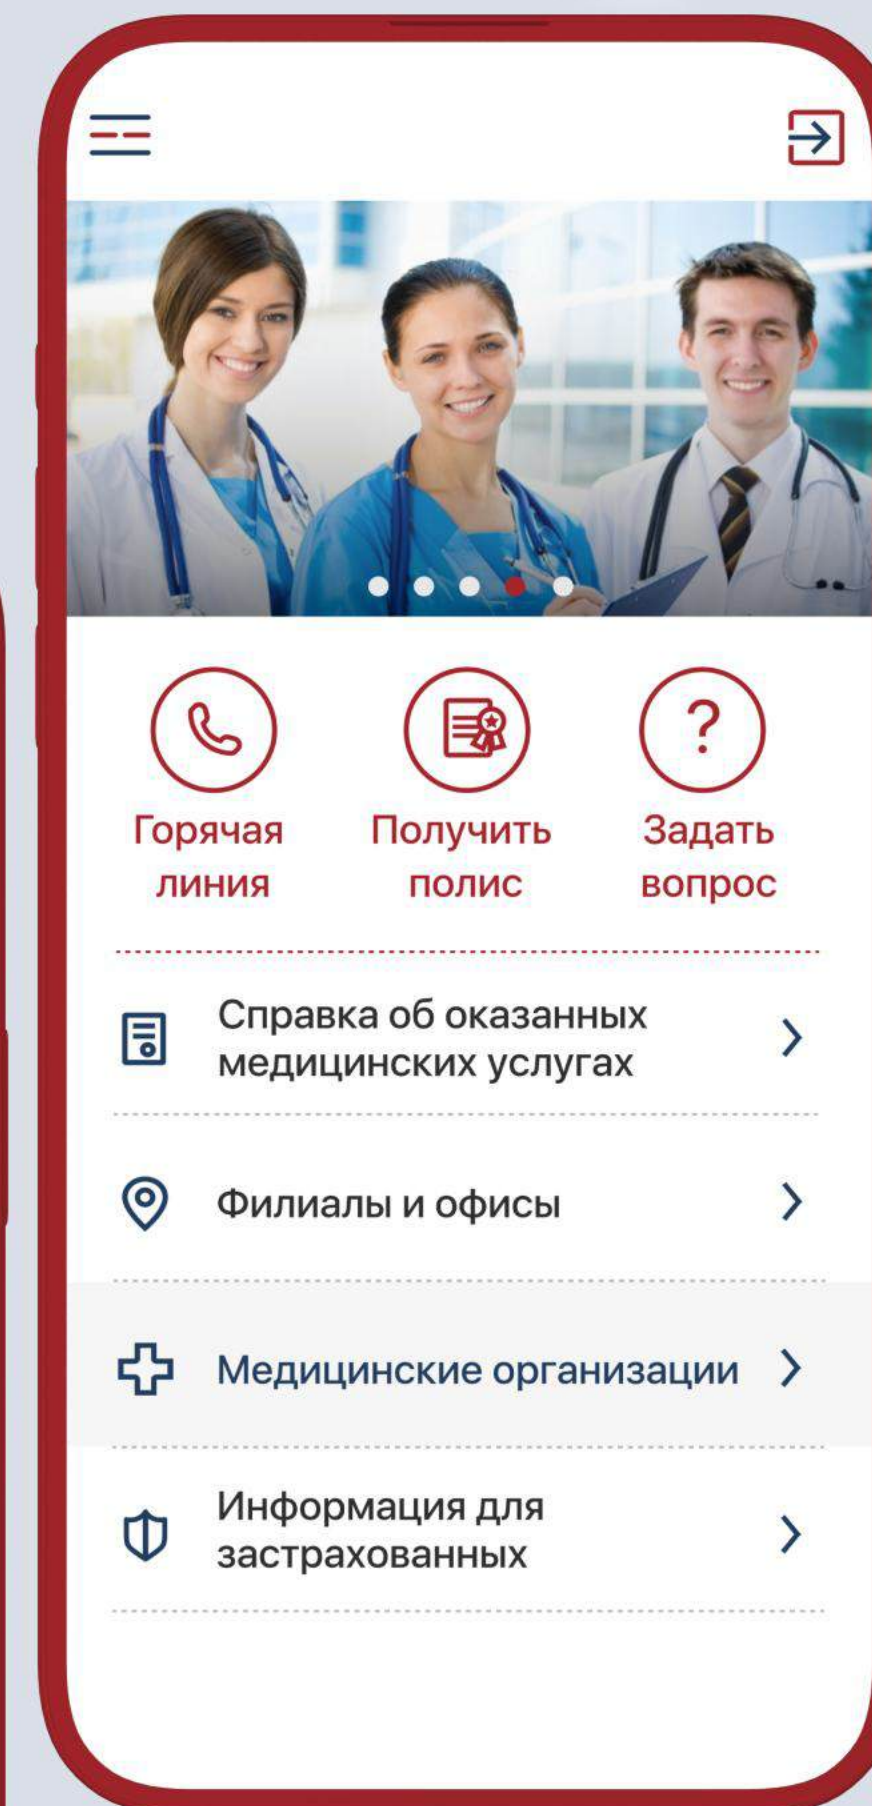 Горячая
линия
Получить
полис
Задать
вопрос
Справка об оказанных
медицинских услугах
Филиалы и офисы
Медицинские организации
Информация для
застрахованных